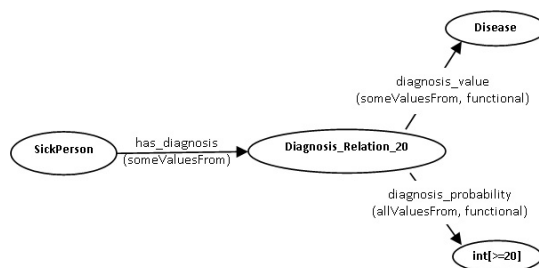 Disease
diagnosis_value
(someValuesFrom, functional)
has_diagnosis
(someValuesFrom)
SickPerson
Diagnosis_Relation_20
diagnosis_probability
(allValuesFrom, functional)
int[>=20]